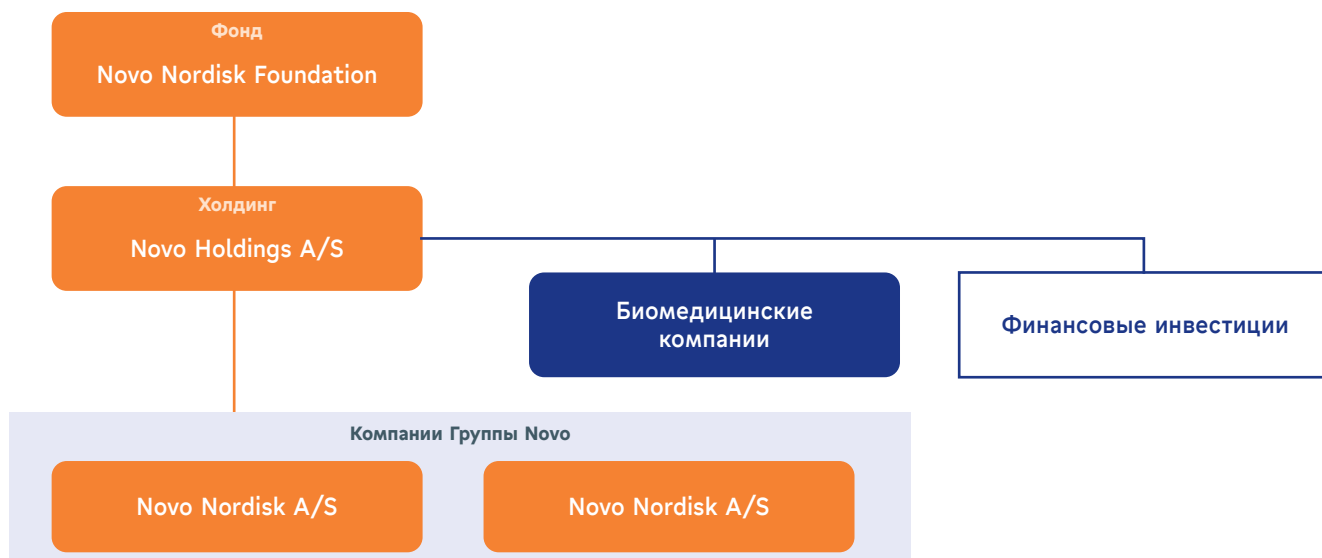 Фонд
Novo Nordisk Foundation
Холдинг
Novo Holdings A/S
Биомедицинские
компании
Финансовые инвестиции
Компании Группы Novo
Novo Nordisk A/S
Novo Nordisk A/S